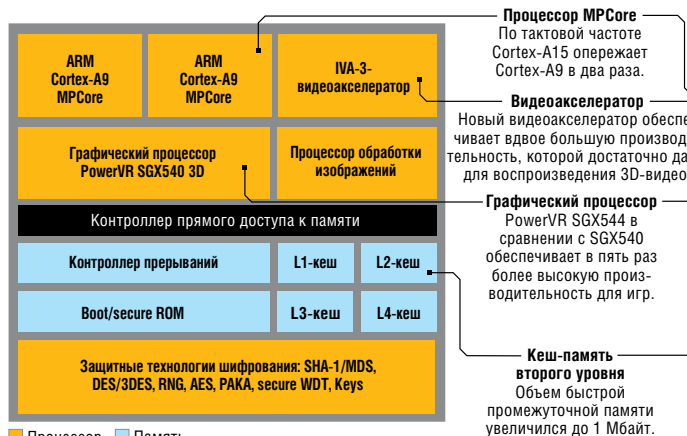 ARM
Cortex-A9
MPCore
ARM
Cortex-A9
MPCore
IVA-3-
видеоакселератор
Графический процессор
PowerVR SGX540 3D
Процессор обработки
изображений
Контроллер прямого доступа к памяти
Контроллер прерываний
L1-кеш
L2-кеш
Boot/secure ROM
L3-кеш
L4-кеш
Защитные технологии шифрования: SHA-1/MDS,
DES/3DES, RNG, AES, PAKA, secure WDT, Keys
Процессор
Память
Процессор MPCore
По тактовой частоте
Cortex-A15 опережает
Cortex-A9 в два раза.
Видеоакселератор
Новый видеоакселератор обеспе
чивает вдвое большую производ
тельность, которой достаточно да
для воспроизведения 3D-видео
Графический процессор
PowerVR SGX544 в
сравнении с SGX540
обеспечивает в пять раз
более высокую произ-
водительность для игр.
Кеш-память
второго уровня
Объем быстрой
промежуточной памяти
увеличился до 1 Мбайт.